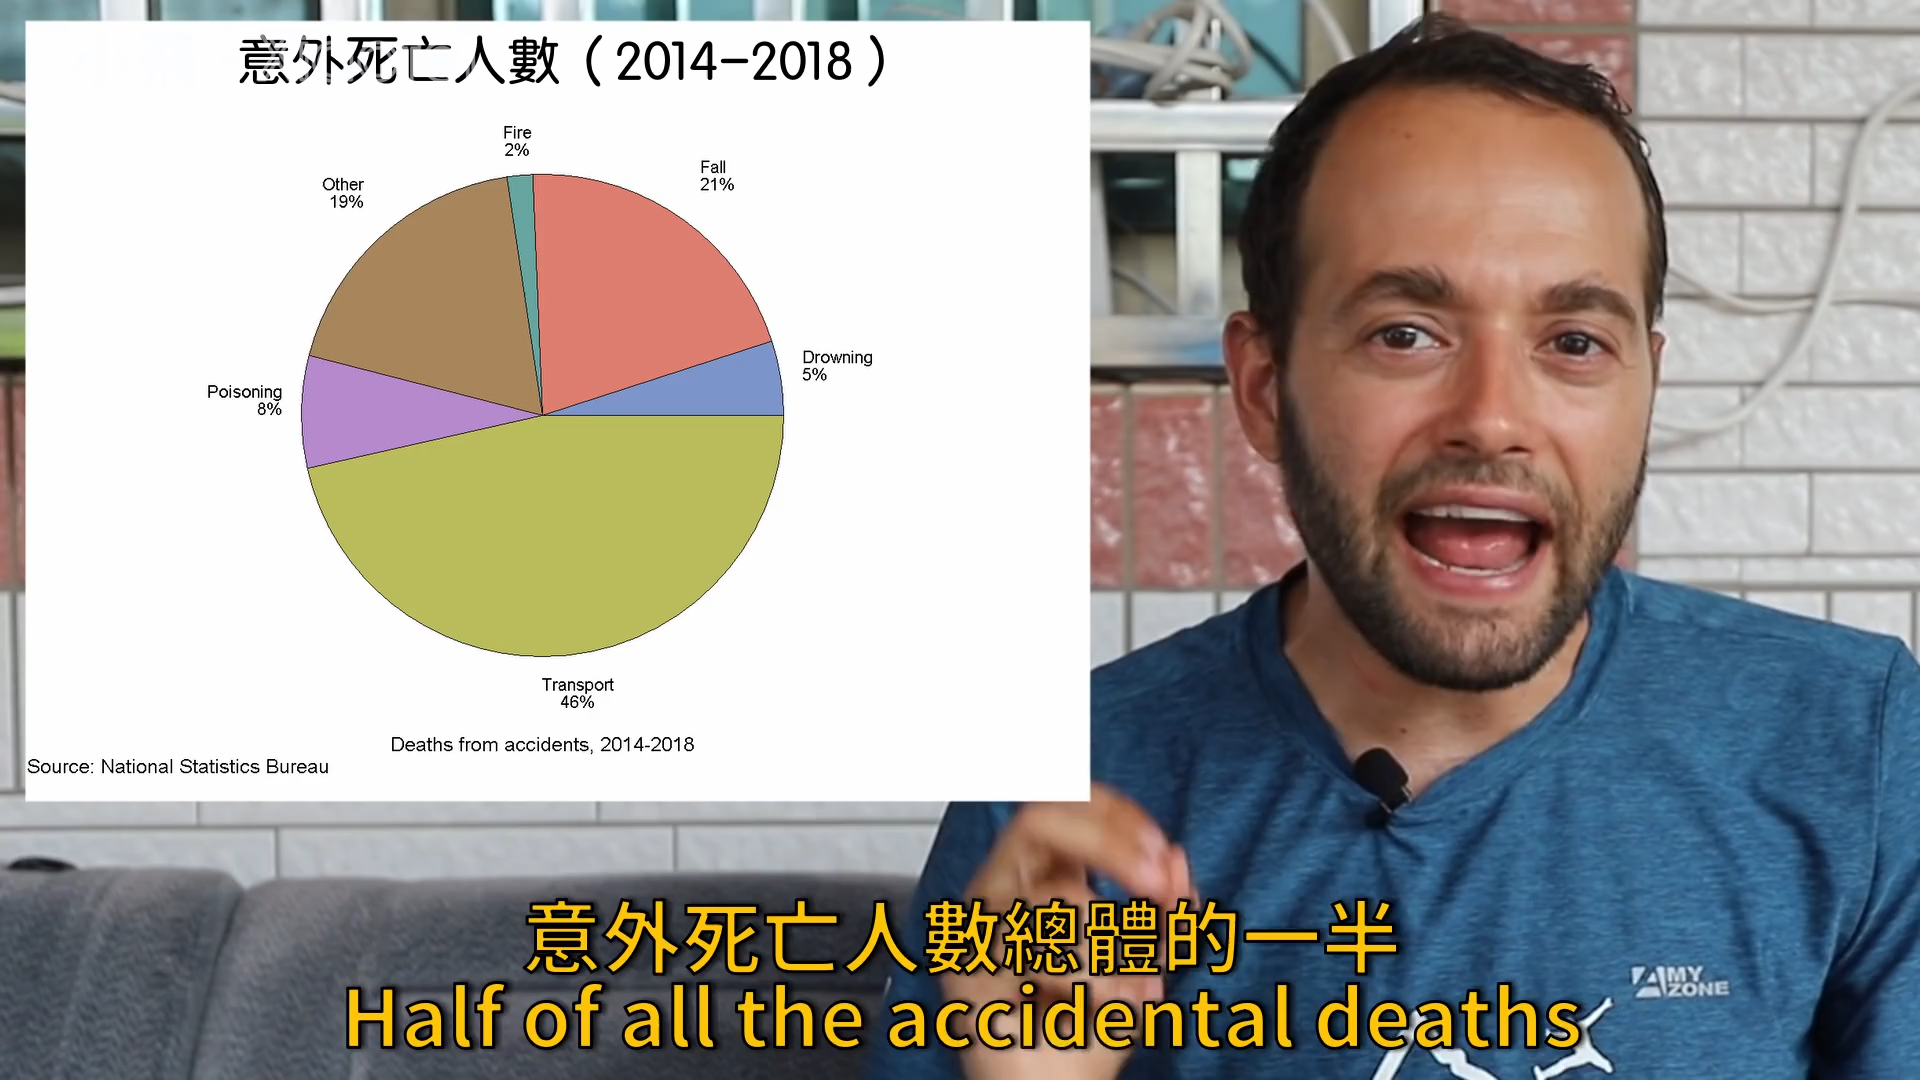 意外死亡人數（2014-2018）
Fire
2%
Fall
21%
Other
19%
Drowning
5%
Poisoning
8%
Transport
46%
Deaths from accidents, 2014-2018
Source: National Statistics Bureau
意外死亡人數總體的一半
Half of all the accidental deaths
MY
ZONE